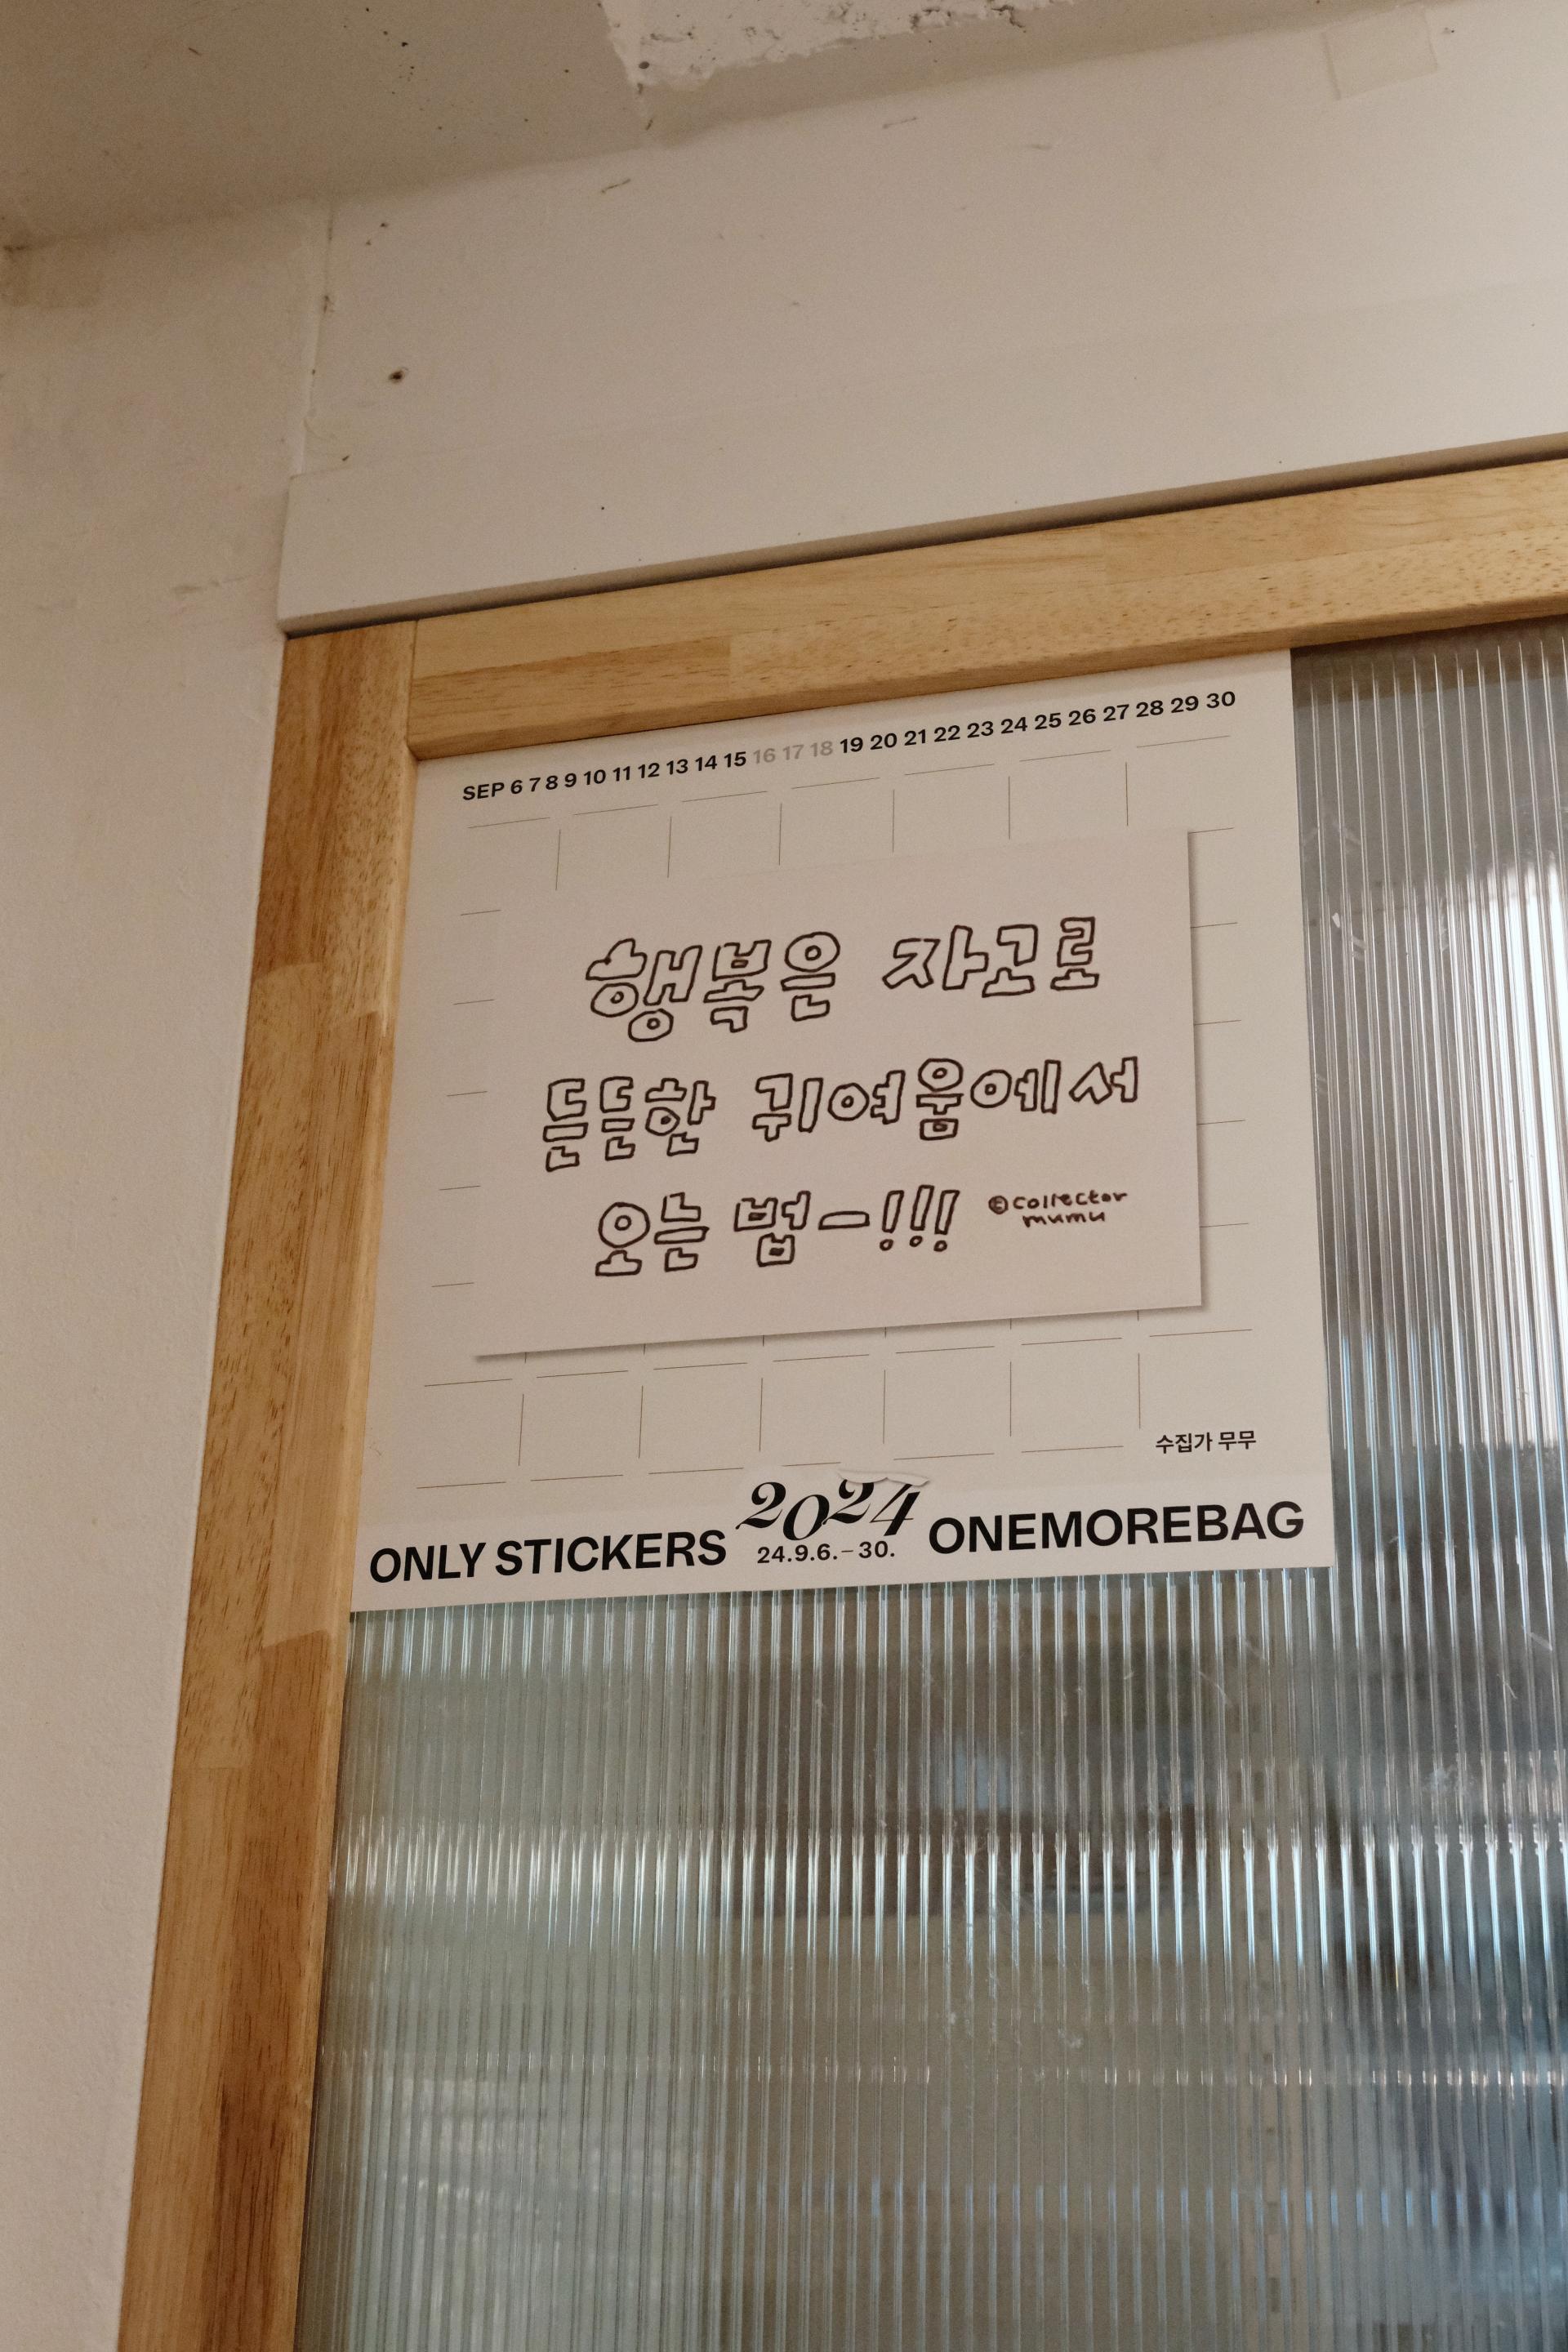 SEP 6 7 8 9 10 11 12 13 14 15 16 17 18 19 20 21 22 23 24 25 26 27 28 29 30
행복은 자고로
든든한 귀여움에서
오는 법-!!!
©collector
mumu
수집가 무무
ONLY STICKERS 2024 ONEMOREBAG
24.9.6.–30.